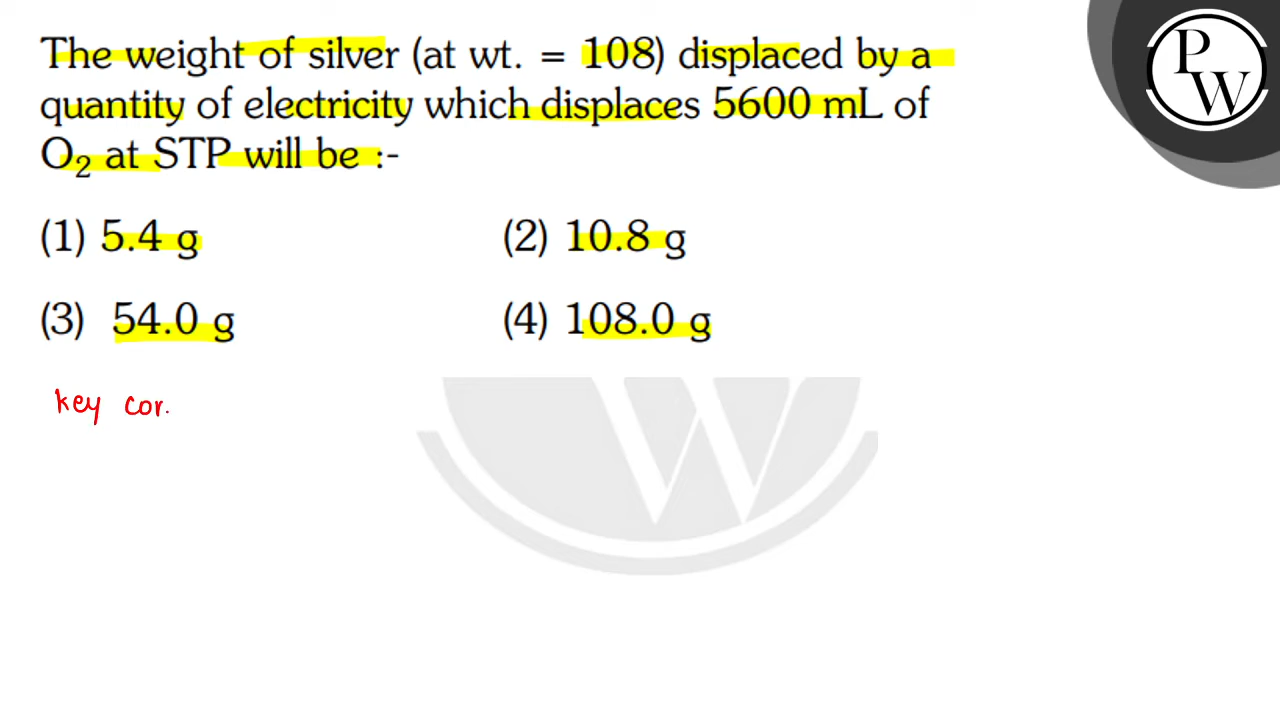 The weight of silver (at wt. = 108) displaced by a
quantity of electricity which displaces 5600 mL of
O₂ at STP will be :-
(1) 5.4 g (2) 10.8 g
(3) 54.0 g (4) 108.0 g
key cor.
P
W